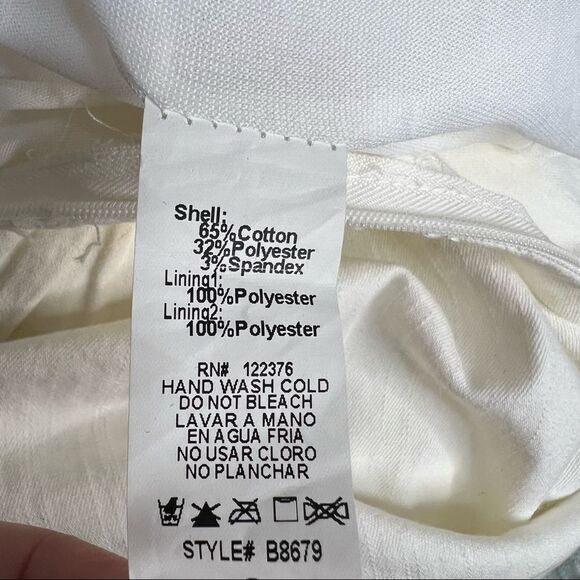 Shell:
65%Cotton
32%Polyester
3%Spandex
Lining1:
100%Polyester
Lining2:
100%Polyester
RN# 122376
HAND WASH COLD
DO NOT BLEACH
LAVAR A MANO
EN AGUA FRIA
NO USAR CLORO
NO PLANCHAR
STYLE# B8679